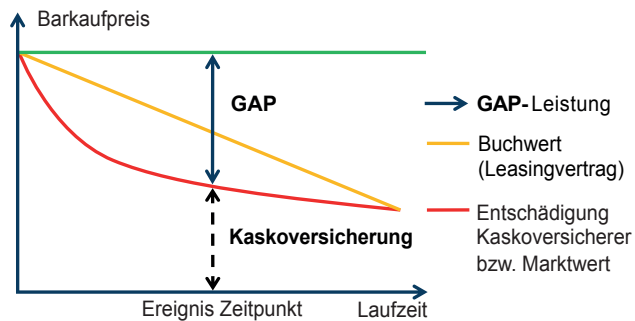 Barkaufpreis
GAP
GAP-Leistung
Buchwert
(Leasingvertrag)
Kaskoversicherung
Entschädigung
Kaskoversicherer
bzw. Marktwert
Ereignis Zeitpunkt
Laufzeit